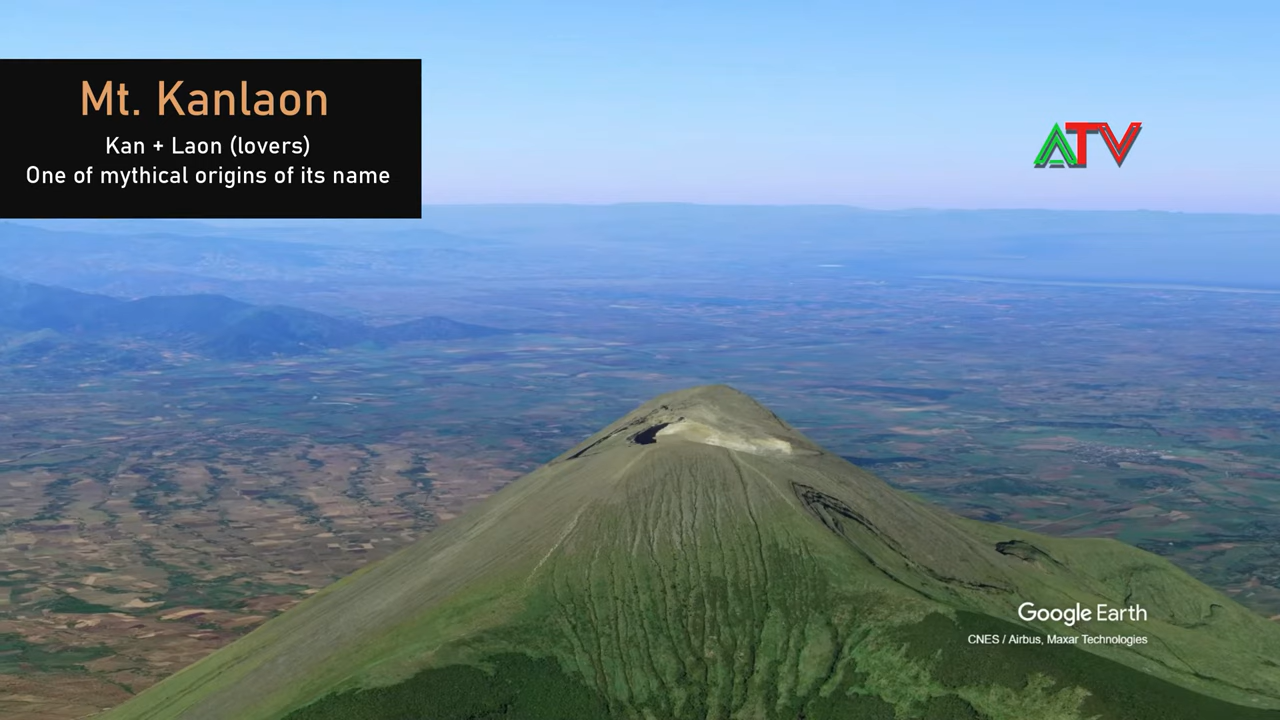 Mt. Kanlaon
Kan + Laon (lovers)
One of mythical origins of its name
ATV
Google Earth
CNES / Airbus, Maxar Technologies